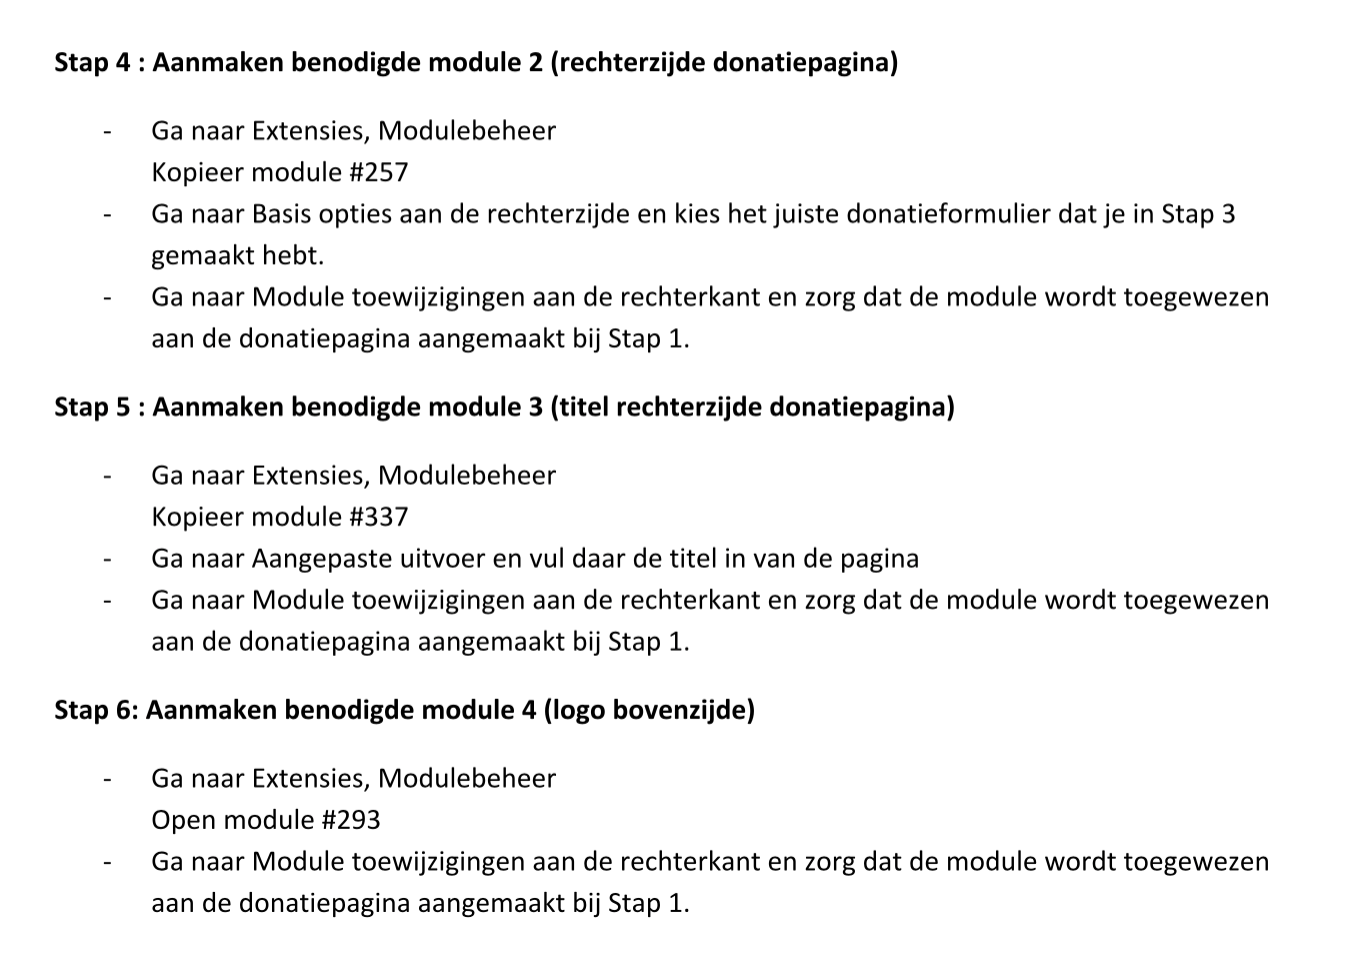 Stap 4 : Aanmaken benodigde module 2 (rechterzijde donatiepagina)
- Ga naar Extensies, Modulebeheer
Kopieer module #257
- Ga naar Basis opties aan de rechterzijde en kies het juiste donatieformulier dat je in Stap 3
gemaakt hebt.
- Ga naar Module toewijzigingen aan de rechterkant en zorg dat de module wordt toegewezen
aan de donatiepagina aangemaakt bij Stap 1.
Stap 5 : Aanmaken benodigde module 3 (titel rechterzijde donatiepagina)
- Ga naar Extensies, Modulebeheer
Kopieer module #337
- Ga naar Aangepaste uitvoer en vul daar de titel in van de pagina
- Ga naar Module toewijzigingen aan de rechterkant en zorg dat de module wordt toegewezen
aan de donatiepagina aangemaakt bij Stap 1.
Stap 6: Aanmaken benodigde module 4 (logo bovenzijde)
- Ga naar Extensies, Modulebeheer
Open module #293
- Ga naar Module toewijzigingen aan de rechterkant en zorg dat de module wordt toegewezen
aan de donatiepagina aangemaakt bij Stap 1.